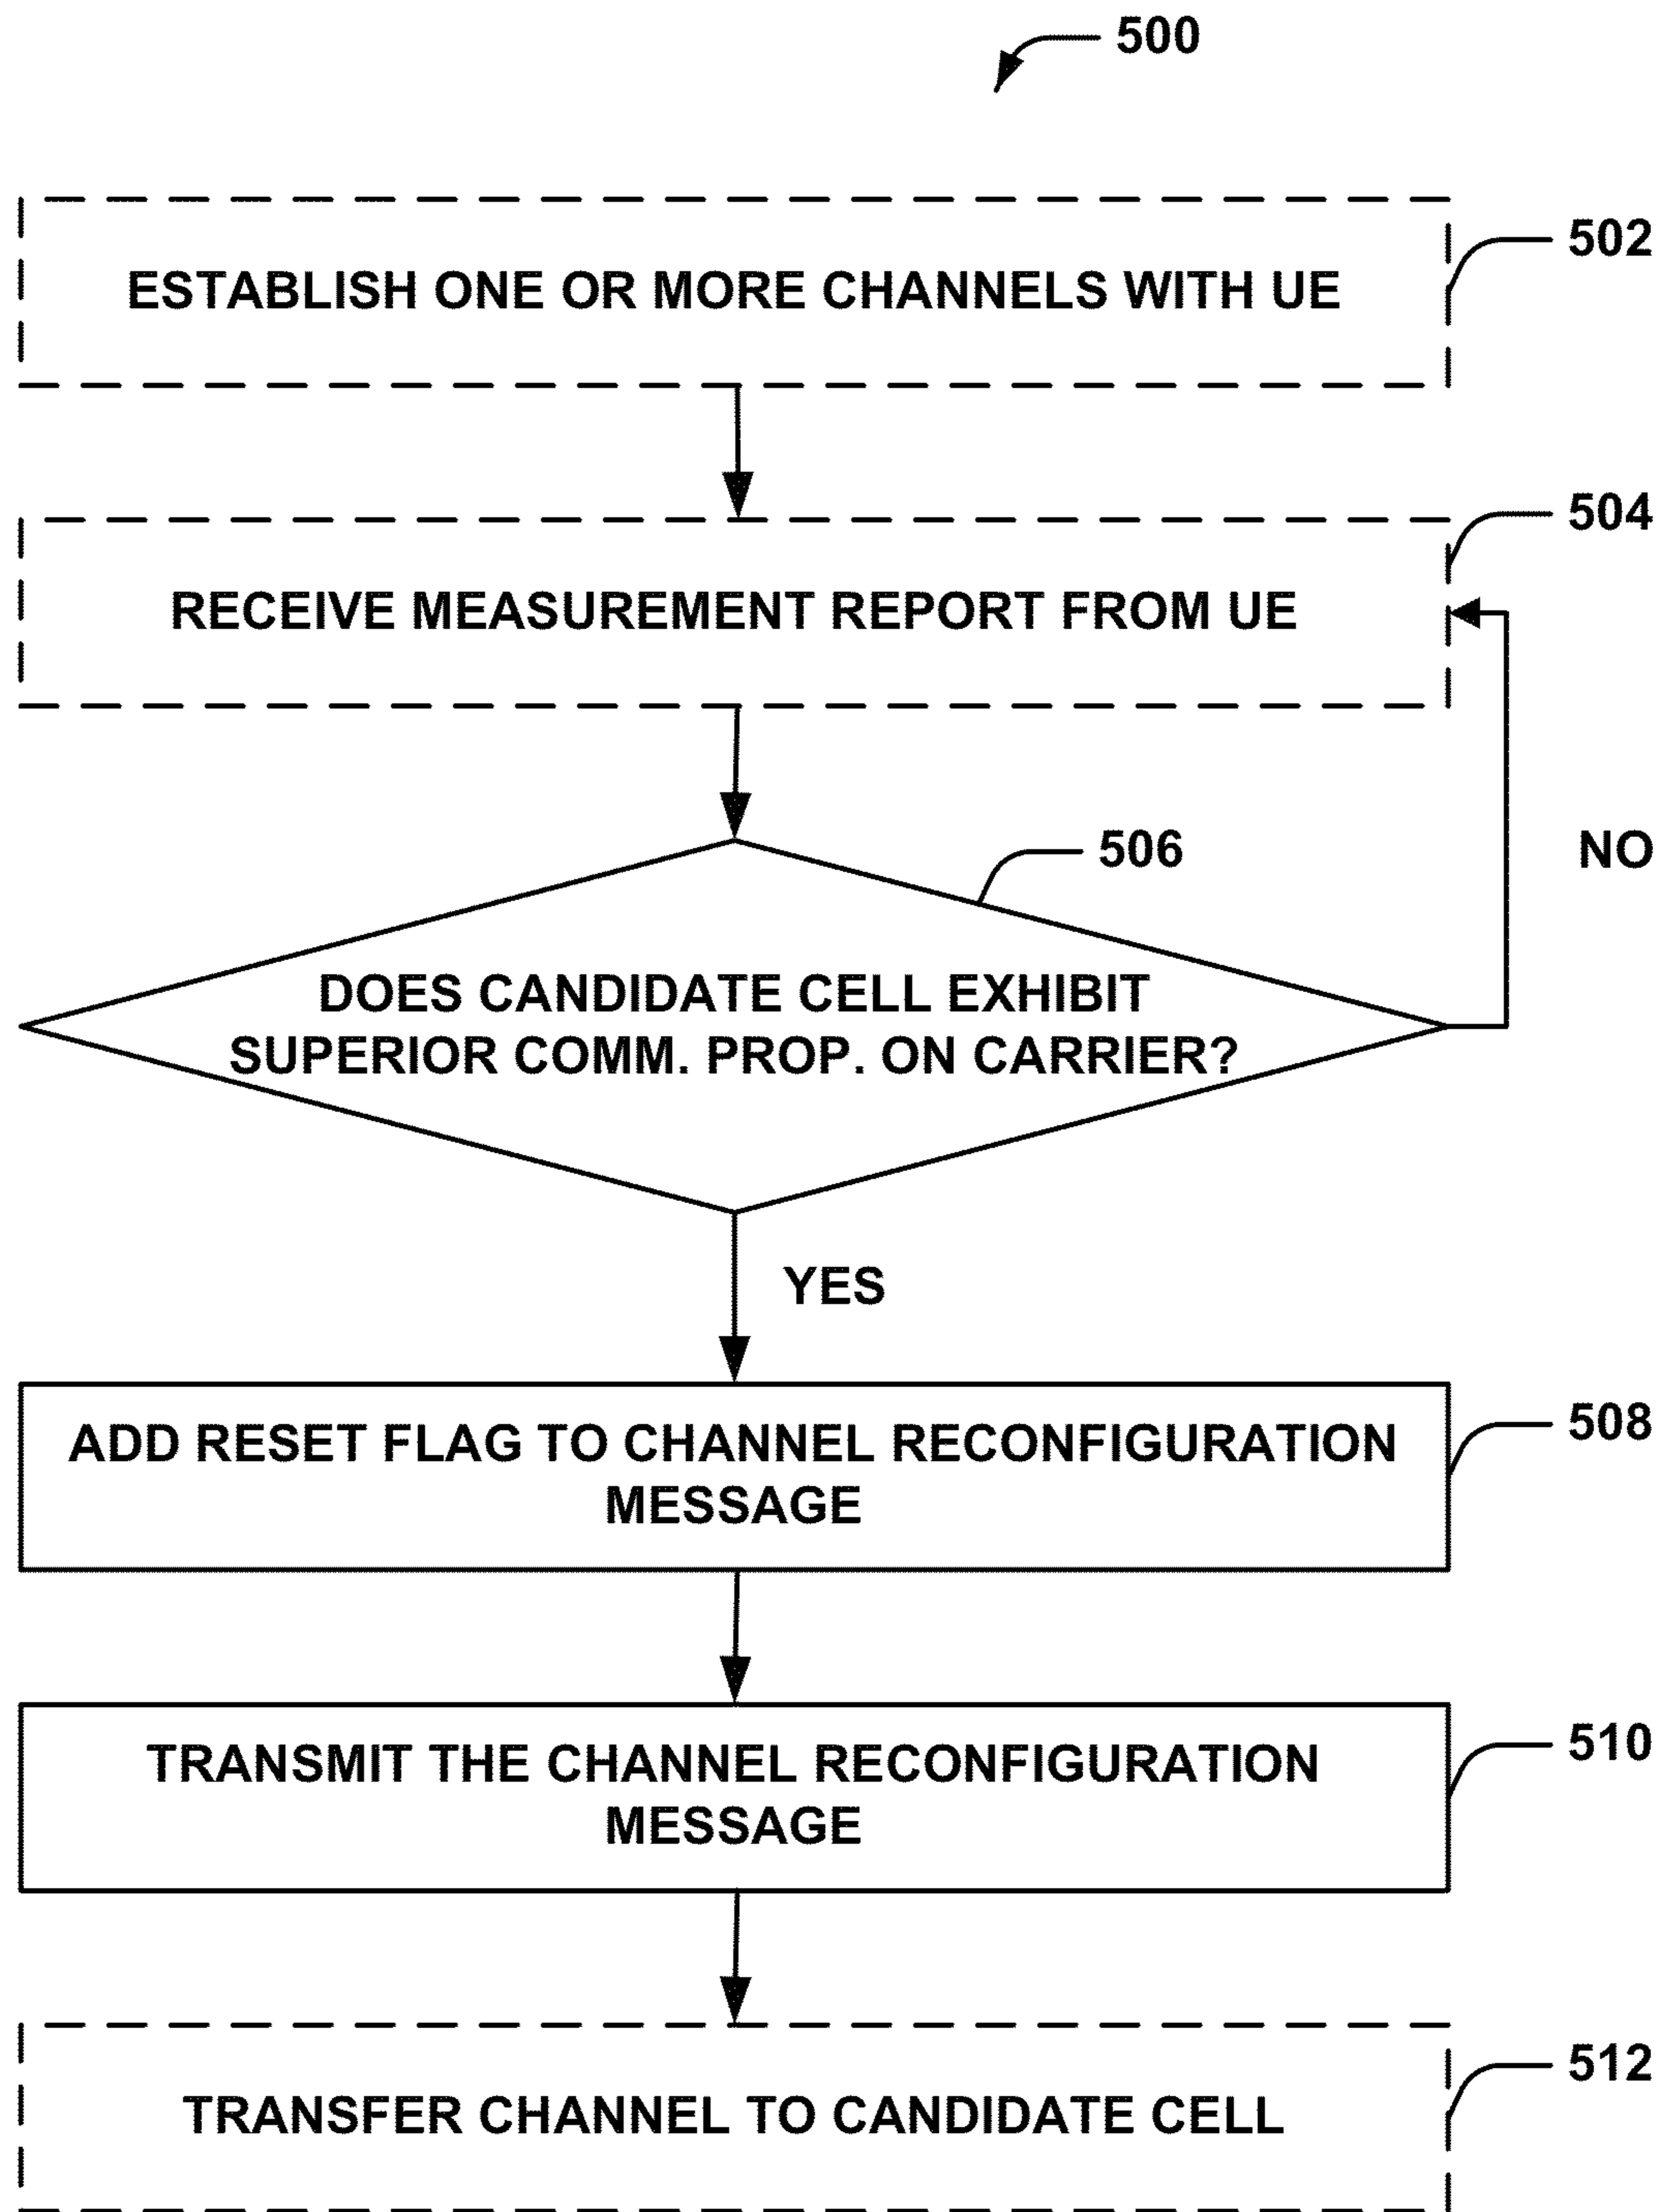 500
502
ESTABLISH ONE OR MORE CHANNELS WITH UE
504
RECEIVE MEASUREMENT REPORT FROM UE
506
NO
DOES CANDIDATE CELL EXHIBIT
SUPERIOR COMM. PROP. ON CARRIER?
YES
508
ADD RESET FLAG TO CHANNEL RECONFIGURATION
MESSAGE
510
TRANSMIT THE CHANNEL RECONFIGURATION
MESSAGE
512
TRANSFER CHANNEL TO CANDIDATE CELL